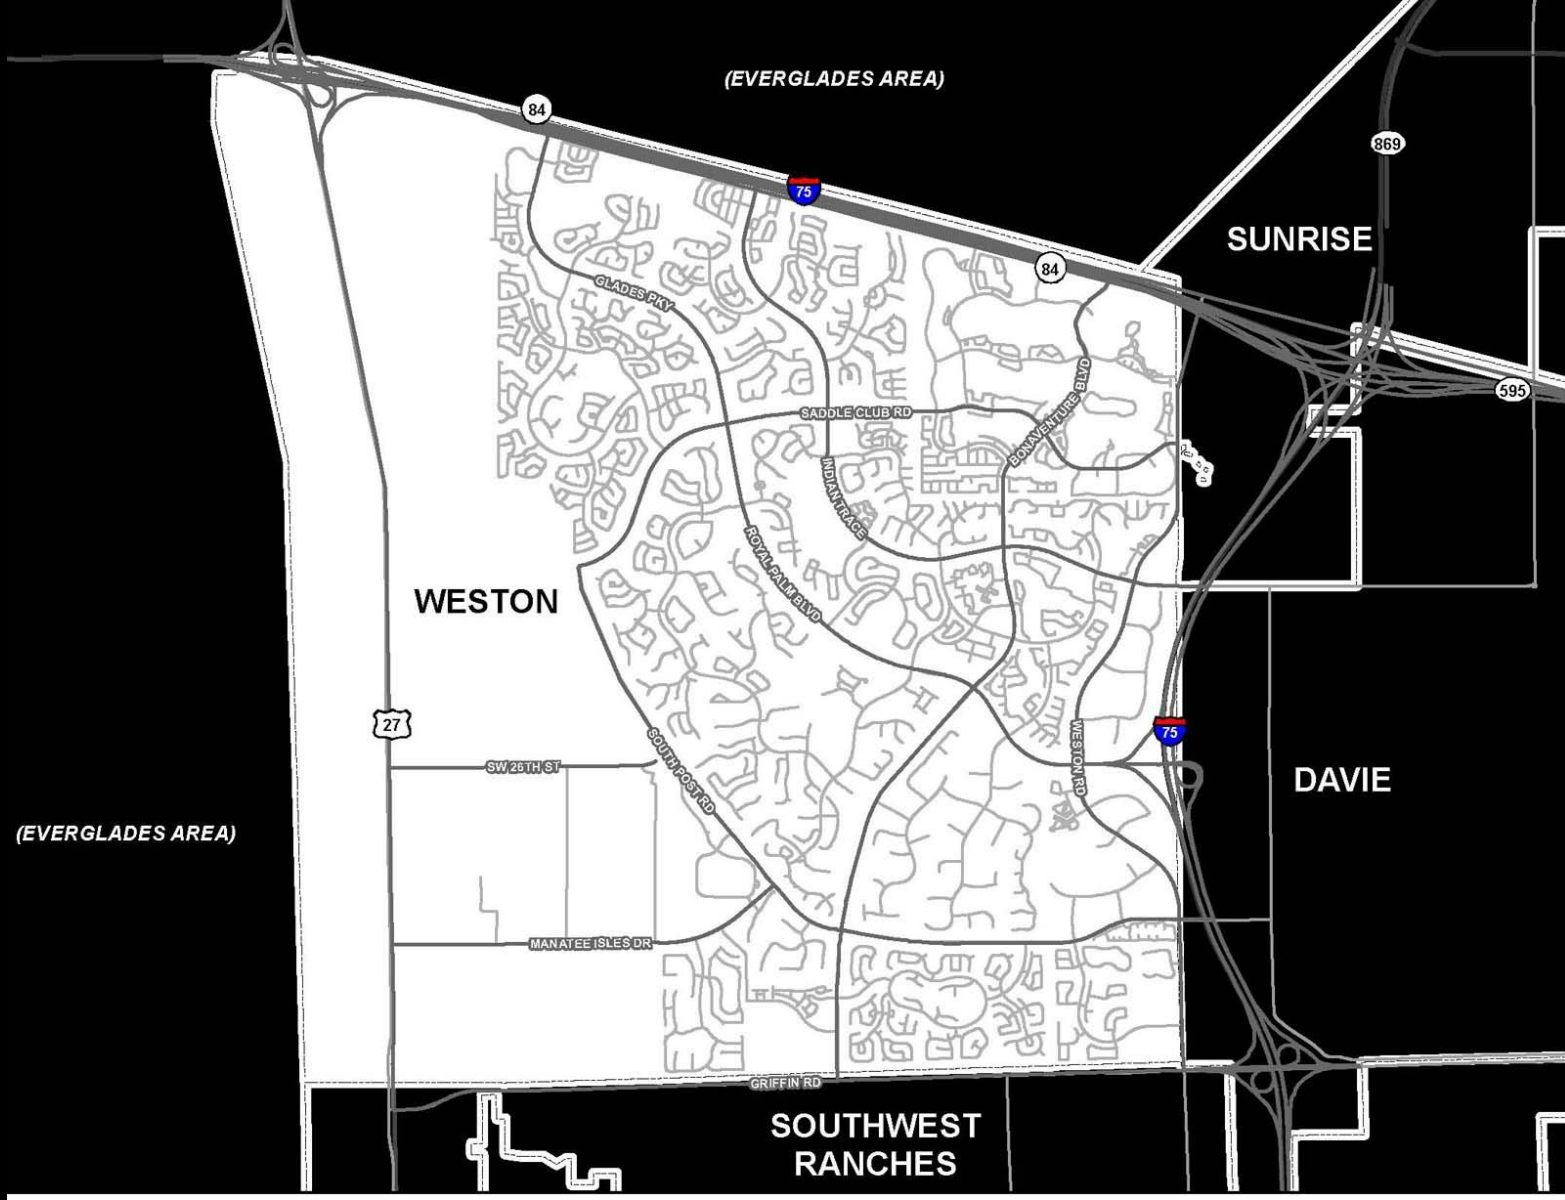 (EVERGLADES AREA)
84
869
75
SUNRISE
84
GLADES PKY
BONAVENTURE BLVD
595
SADDLE CLUB RD
INDIAN TRACE
ROYAL PALM BLVD
WESTON
27
SOUTH POST RD
WESTON RD
75
SW 26TH ST
DAVIE
(EVERGLADES AREA)
MANATEE ISLES DR
GRIFFIN RD
SOUTHWEST
RANCHES